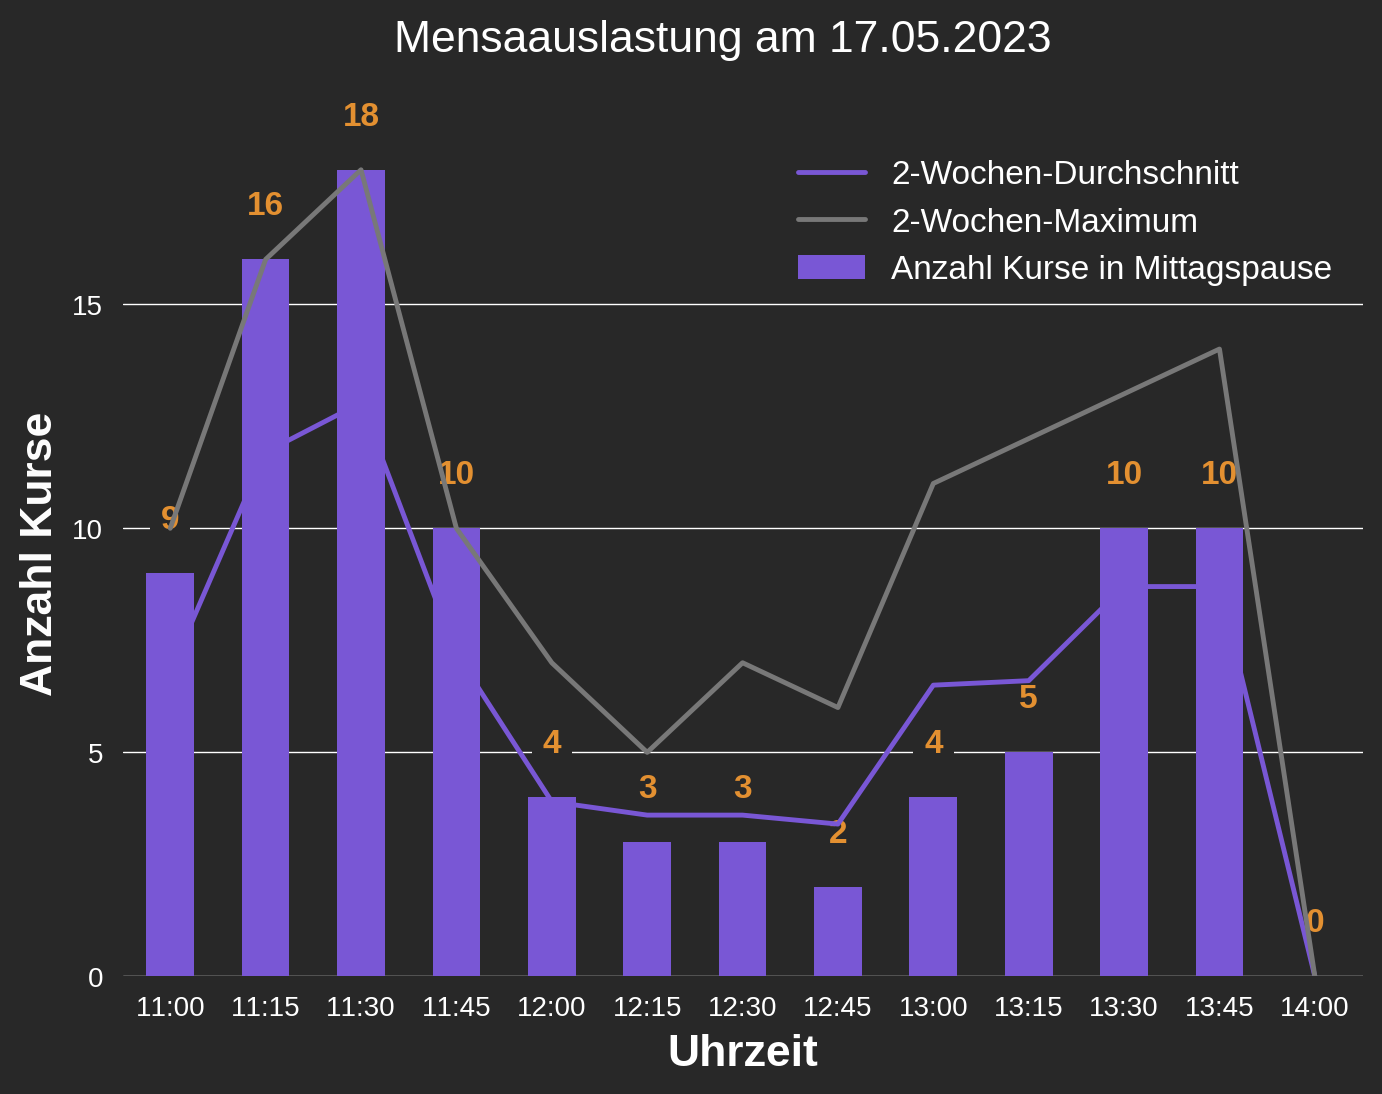 Mensaauslastung am 17.05.2023
18
16
2-Wochen-Durchschnitt
2-Wochen-Maximum
Anzahl Kurse in Mittagspause
15
10
10
10
9
10
5
4
4
5
3
3
2
0
0
Anzahl Kurse
11:00 11:15 11:30 11:45 12:00 12:15 12:30 12:45 13:00 13:15 13:30 13:45 14:00
Uhrzeit